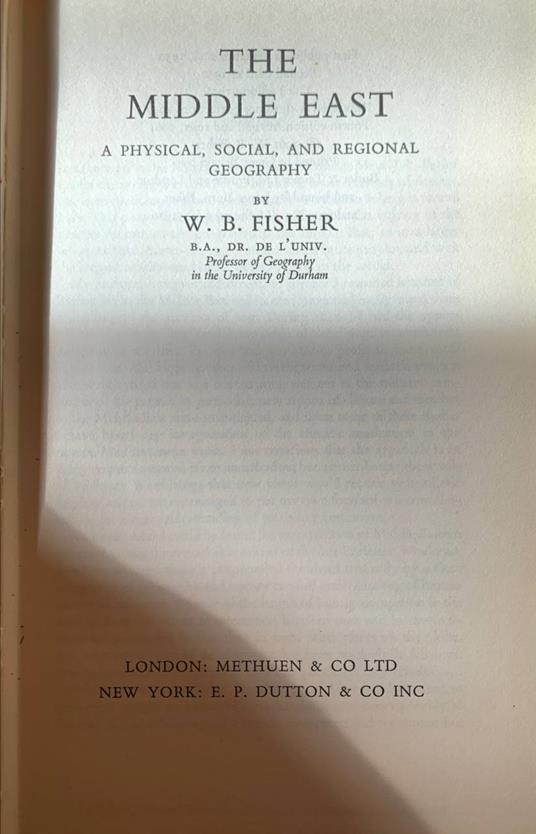 THE
MIDDLE EAST
A PHYSICAL, SOCIAL, AND REGIONAL
GEOGRAPHY
BY
W. B. FISHER
B.A., DR. DE L'UNIV.
Professor of Geography
in the University of Durham
LONDON: METHUEN & CO LTD
NEW YORK: E. P. DUTTON & CO INC